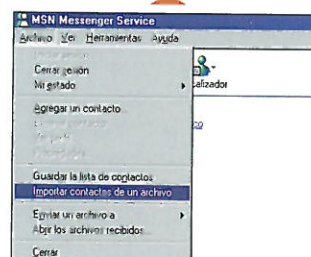 MSN Messenger Service
Archivo Ver Herramientas Ayuda
Cerrar sesión
Mi estado
alizador
Agregar un contacto...
co
Guardar la lista de contactos
Importar contactos de un archivo
Enviar un archivo a
Abrir los archivos recibidos...
Cerrar